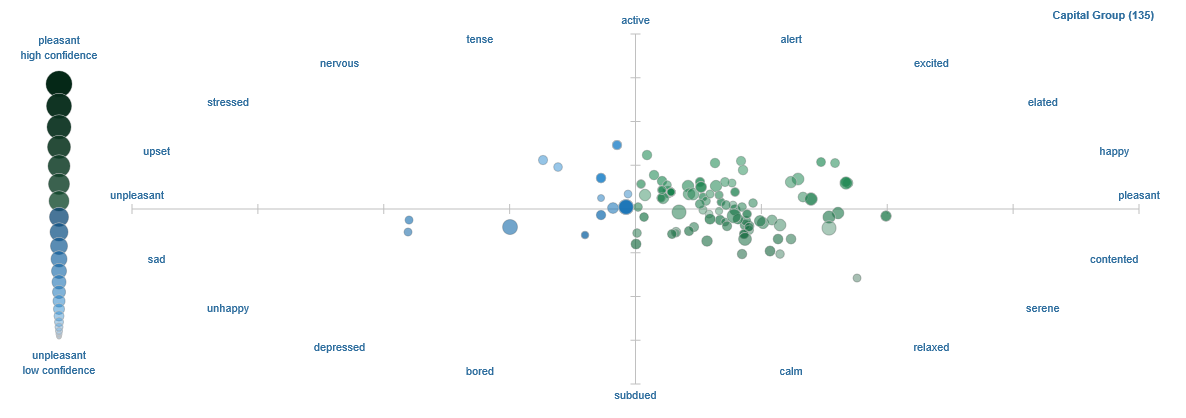 Capital Group (135)
active
tense
alert
pleasant
high confidence
nervous
excited
stressed
elated
upset
happy
unpleasant
pleasant
sad
contented
unhappy
serene
depressed
relaxed
unpleasant
low confidence
bored
calm
subdued